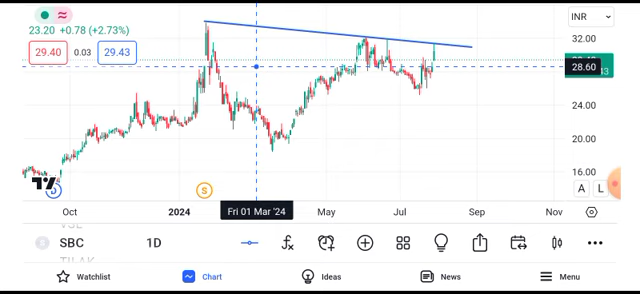 INR
23.20 +0.78 (+2.73%)
29.40 0.03 29.43
32.00
28.60
24.00
20.00
16.00
D
S
A L
Oct 2024 Fri 01 Mar '24 May Jul Sep Nov
SBC 1D
Watchlist Chart Ideas News Menu